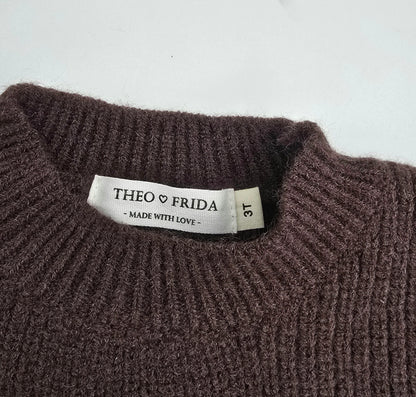 THEO ♡ FRIDA
- MADE WITH LOVE -
3T